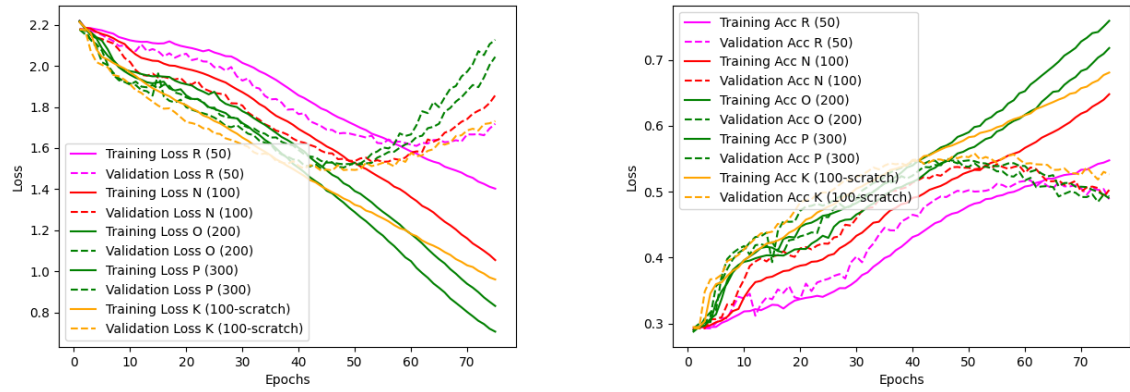 2.2
2.0
1.8
1.6
1.4
1.2
1.0
0.8
Loss
0
10
20
30
40
50
60
70
Epochs
Training Loss R (50)
Validation Loss R (50)
Training Loss N (100)
Validation Loss N (100)
Training Loss O (200)
Validation Loss O (200)
Training Loss P (300)
Validation Loss P (300)
Training Loss K (100-scratch)
Validation Loss K (100-scratch)
0.7
0.6
0.5
0.4
0.3
Loss
0
10
20
30
40
50
60
70
Epochs
Training Acc R (50)
Validation Acc R (50)
Training Acc N (100)
Validation Acc N (100)
Training Acc O (200)
Validation Acc O (200)
Training Acc P (300)
Validation Acc P (300)
Training Acc K (100-scratch)
Validation Acc K (100-scratch)